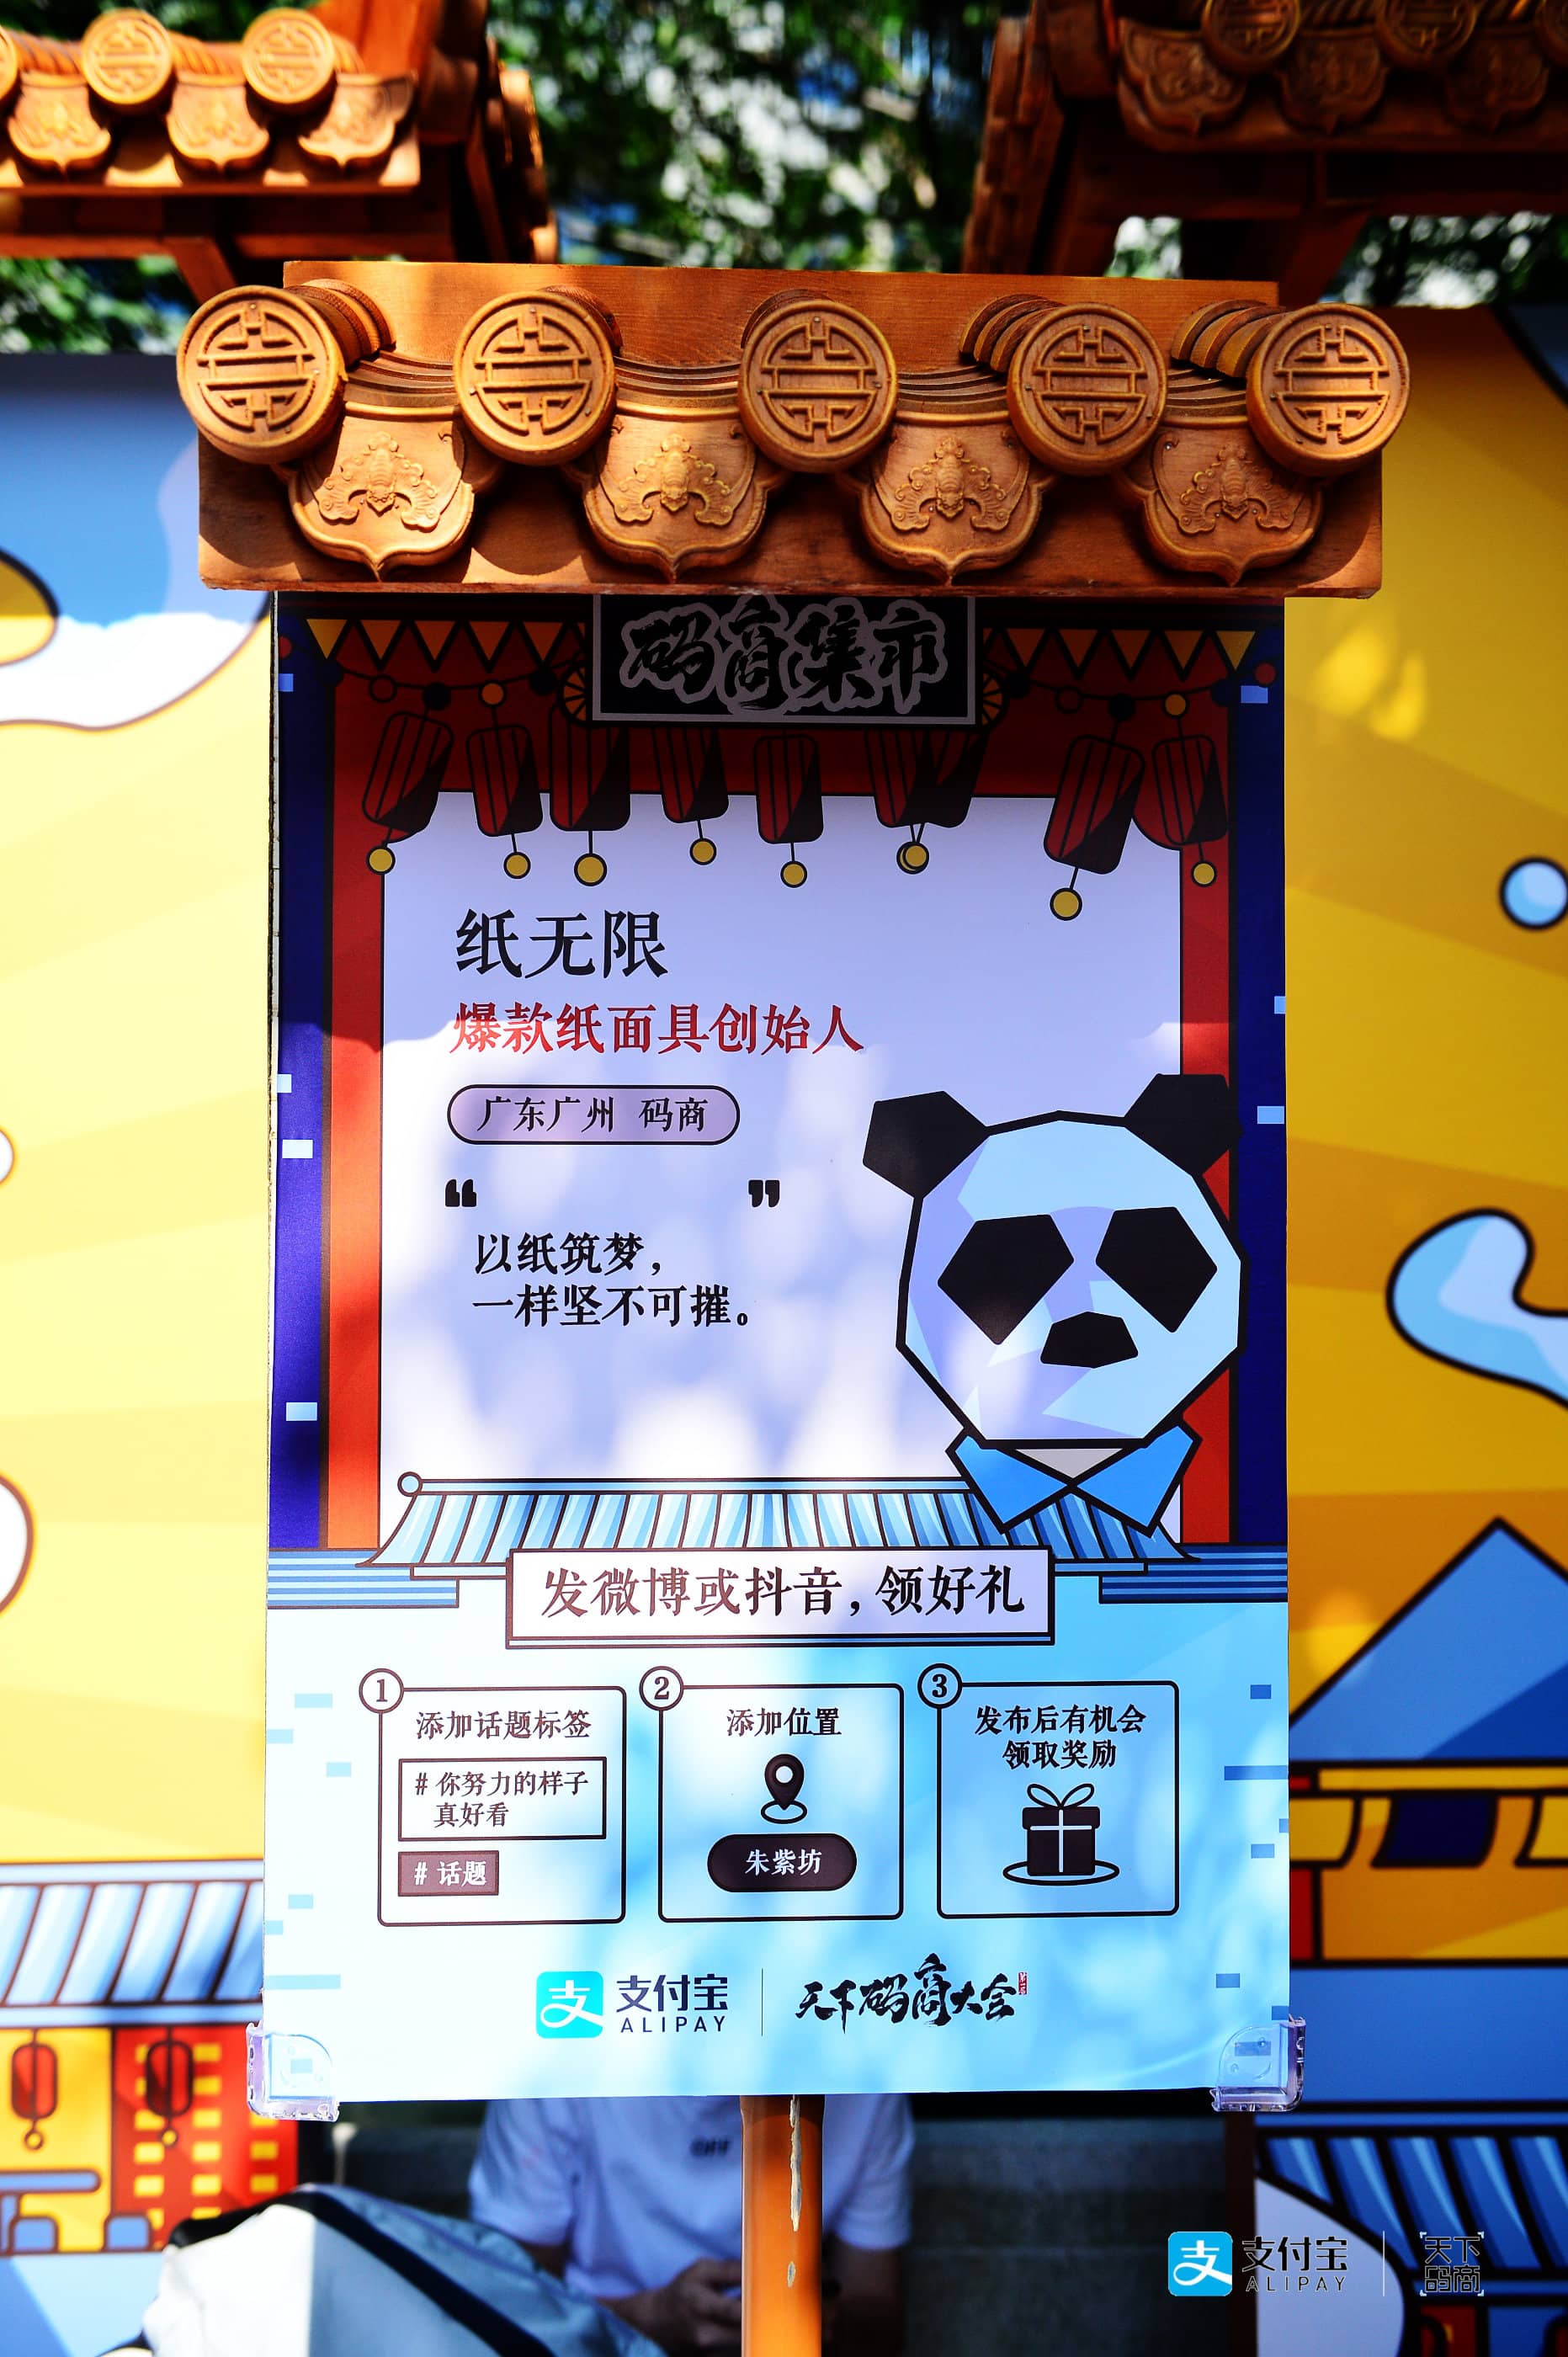 码商集市
纸无限
爆款纸面具创始人
广东广州 码商
“ ”
以纸筑梦，
一样坚不可摧。
发微博或抖音，领好礼
1
添加话题标签
# 你努力的样子
真好看
# 话题
2
添加位置
朱紫坊
3
发布后有机会
领取奖励
支 支付宝
ALIPAY
天下码商大会
OFF
支 支付宝
ALIPAY
天下
码商